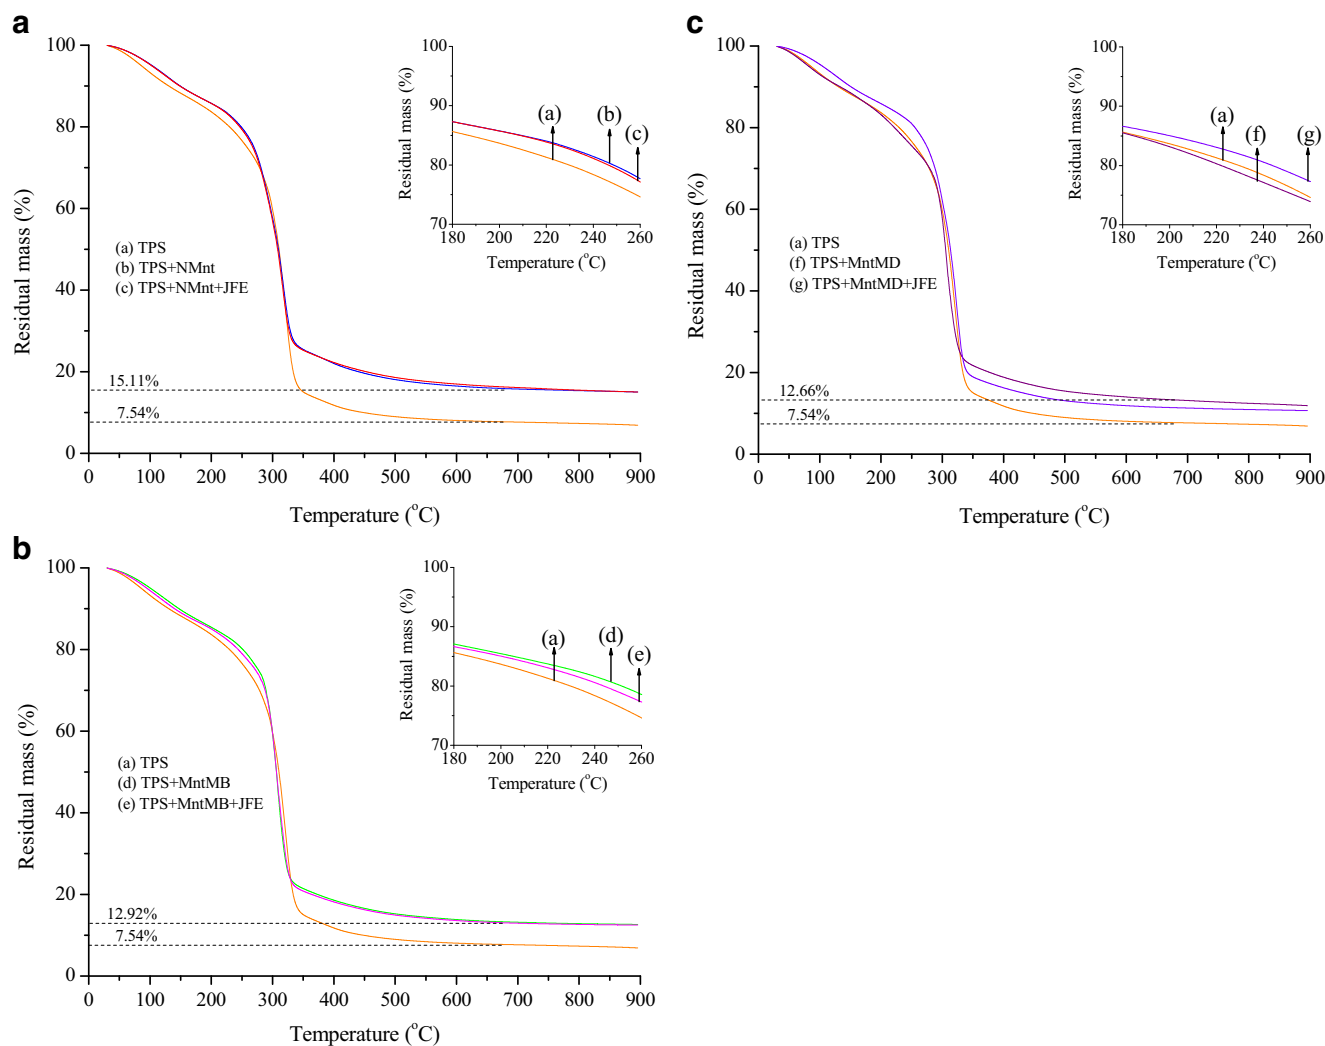 a
100
80
60
40
20
0
Residual mass (%)
0 100 200 300 400 500 600 700 800 900
Temperature (°C)
(a) TPS
(b) TPS+NMnt
(c) TPS+NMnt+JFE
15.11%
7.54%
100
90
80
70
Residual mass (%)
180 200 220 240 260
Temperature (°C)
(a)
(b)
(c)
c
100
80
60
40
20
0
Residual mass (%)
0 100 200 300 400 500 600 700 800 900
Temperature (°C)
(a) TPS
(f) TPS+MntMD
(g) TPS+MntMD+JFE
12.66%
7.54%
100
90
80
70
Residual mass (%)
180 200 220 240 260
Temperature (°C)
(a)
(f)
(g)
b
100
80
60
40
20
0
Residual mass (%)
0 100 200 300 400 500 600 700 800 900
Temperature (°C)
(a) TPS
(d) TPS+MntMB
(e) TPS+MntMB+JFE
12.92%
7.54%
100
90
80
70
Residual mass (%)
180 200 220 240 260
Temperature (°C)
(a)
(d)
(e)